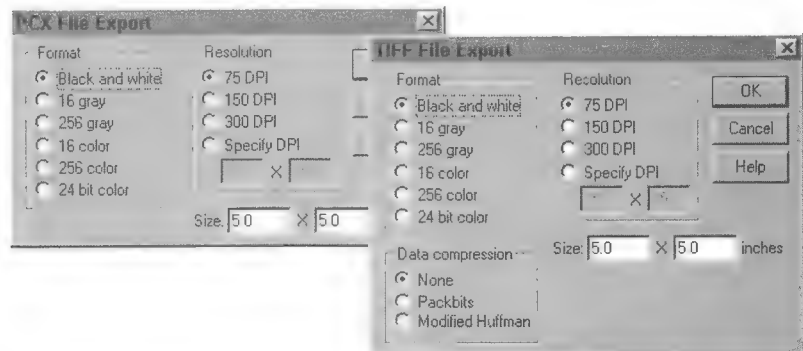 PCX File Export
Format
Black and white
16 gray
256 gray
16 color
256 color
24 bit color
Resolution
75 DPI
150 DPI
300 DPI
Specify DPI
X
Size: 5.0 X 5.0
TIFF File Export
Format
Black and white
16 gray
256 gray
16 color
256 color
24 bit color
Resolution
75 DPI
150 DPI
300 DPI
Specify DPI
X
OK
Cancel
Help
Size: 5.0 X 5.0 inches
Data compression
None
Packbits
Modified Huffman